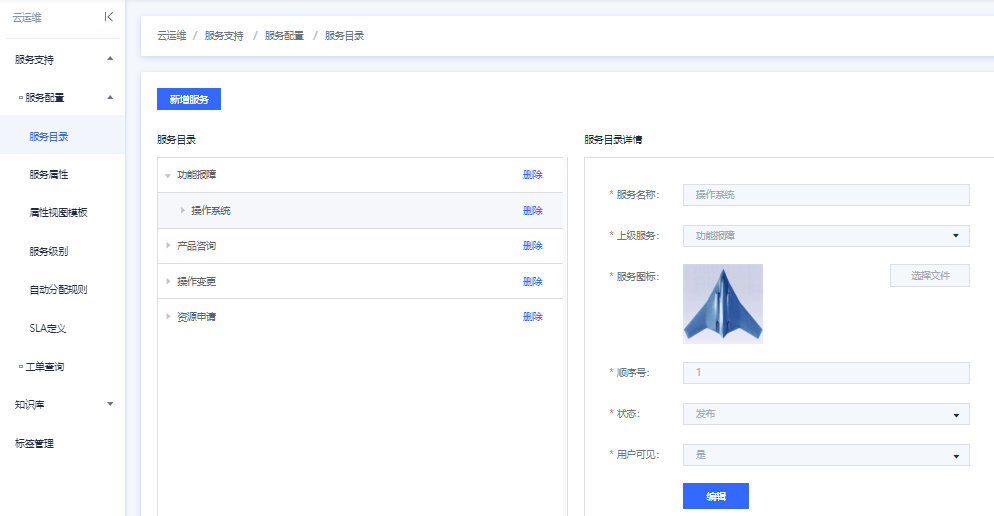 云运维
服务支持
服务配置
服务目录
服务属性
属性视图模板
服务级别
自动分配规则
SLA定义
工单查询
知识库
标签管理
云运维 / 服务支持 / 服务配置 / 服务目录
新增服务
服务目录
功能报障 删除
操作系统 删除
产品咨询 删除
操作变更 删除
资源申请 删除
服务目录详情
* 服务名称： 操作系统
* 上级服务： 功能报障
* 服务图标： 选择文件
* 顺序号： 1
* 状态： 发布
* 用户可见： 是
编辑